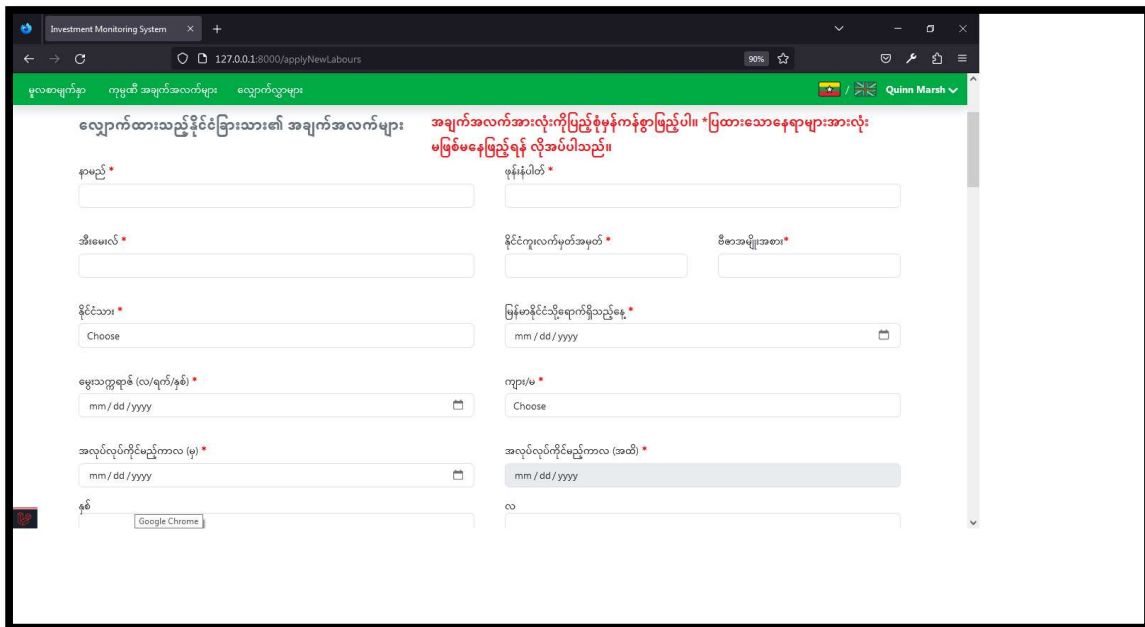 Investment Monitoring System
127.0.0.1:8000/applyNewLabours
90%
မူလစာမျက်နှာ ကုမ္ပဏီ အချက်အလက်များ လျှောက်လွှာများ / Quinn Marsh
လျှောက်ထားသည့်နိုင်ငံခြားသား၏ အချက်အလက်များ
အချက်အလက်အားလုံးကိုပြည့်စုံမှန်ကန်စွာဖြည့်ပါ။ *ပြထားသောနေရာများအားလုံး
မဖြစ်မနေဖြည့်ရန် လိုအပ်ပါသည်။
နာမည် * ဖုန်းနံပါတ် *
အီးမေးလ် * နိုင်ငံကူးလက်မှတ်အမှတ် * ဗီဇာအမျိုးအစား*
နိုင်ငံသား * မြန်မာနိုင်ငံသို့ရောက်ရှိသည့်နေ့ *
Choose mm / dd / yyyy
မွေးသက္ကရာဇ် (လ/ရက်/နှစ်) * ကျား/မ *
mm / dd / yyyy Choose
အလုပ်လုပ်ကိုင်မည့်ကာလ (မှ) * အလုပ်လုပ်ကိုင်မည့်ကာလ (အထိ) *
mm / dd / yyyy mm / dd / yyyy
နှစ် လ
Google Chrome